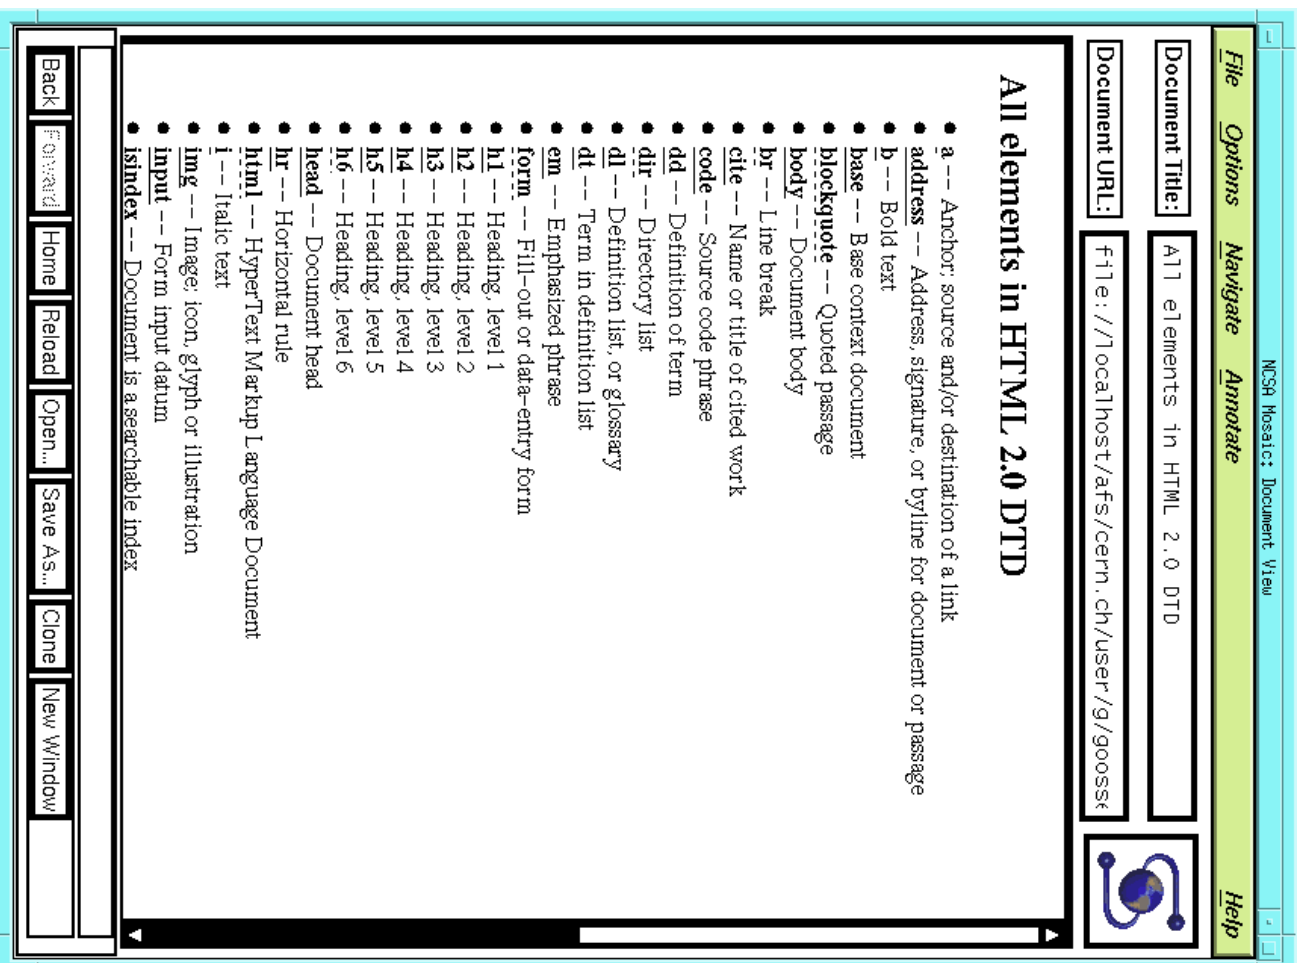 NCSA Mosaic: Document View
File Options Navigate Annotate Help
Document Title: All elements in HTML 2.0 DTD
Document URL: file://localhost/afs/cern.ch/user/g/goosse
All elements in HTML 2.0 DTD
• a -- Anchor; source and/or destination of a link
• address -- Address, signature, or byline for document or passage
• b -- Bold text
• base -- Base context document
• blockquote -- Quoted passage
• body -- Document body
• br -- Line break
• cite -- Name or title of cited work
• code -- Source code phrase
• dd -- Definition of term
• dir -- Directory list
• dl -- Definition list, or glossary
• dt -- Term in definition list
• em -- Emphasized phrase
• form -- Fill-out or data-entry form
• h1 -- Heading, level 1
• h2 -- Heading, level 2
• h3 -- Heading, level 3
• h4 -- Heading, level 4
• h5 -- Heading, level 5
• h6 -- Heading, level 6
• head -- Document head
• hr -- Horizontal rule
• html -- HyperText Markup Language Document
• i -- Italic text
• img -- Image; icon, glyph or illustration
• input -- Form input datum
• isindex -- Document is a searchable index
Back Forward Home Reload Open... Save As... Clone New Window